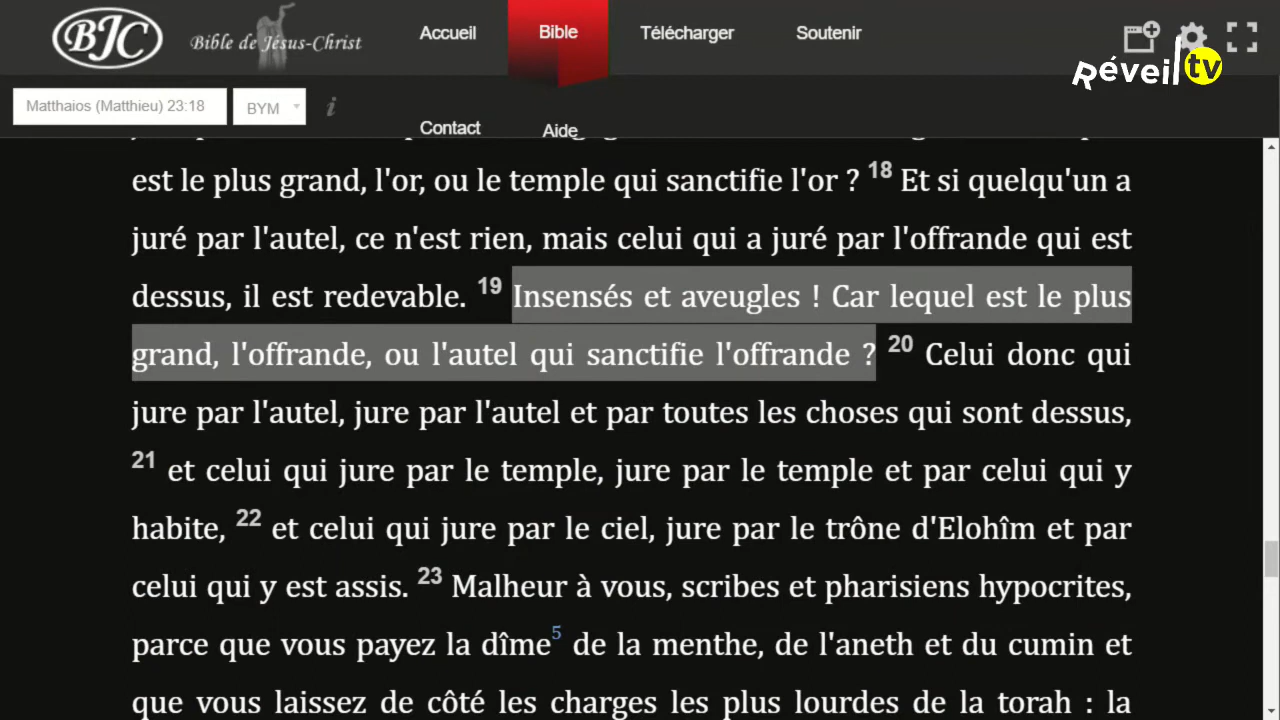 BJC
Bible de Jésus-Christ
Accueil
Bible
Télécharger
Soutenir
Réveil tv
Matthaios (Matthieu) 23:18
BYM
i
Contact
Aide
est le plus grand, l'or, ou le temple qui sanctifie l'or ? 18 Et si quelqu'un a
juré par l'autel, ce n'est rien, mais celui qui a juré par l'offrande qui est
dessus, il est redevable. 19 Insensés et aveugles ! Car lequel est le plus
grand, l'offrande, ou l'autel qui sanctifie l'offrande ? 20 Celui donc qui
jure par l'autel, jure par l'autel et par toutes les choses qui sont dessus,
21 et celui qui jure par le temple, jure par le temple et par celui qui y
habite, 22 et celui qui jure par le ciel, jure par le trône d'Elohîm et par
celui qui y est assis. 23 Malheur à vous, scribes et pharisiens hypocrites,
parce que vous payez la dîme5 de la menthe, de l'aneth et du cumin et
que vous laissez de côté les charges les plus lourdes de la torah : la